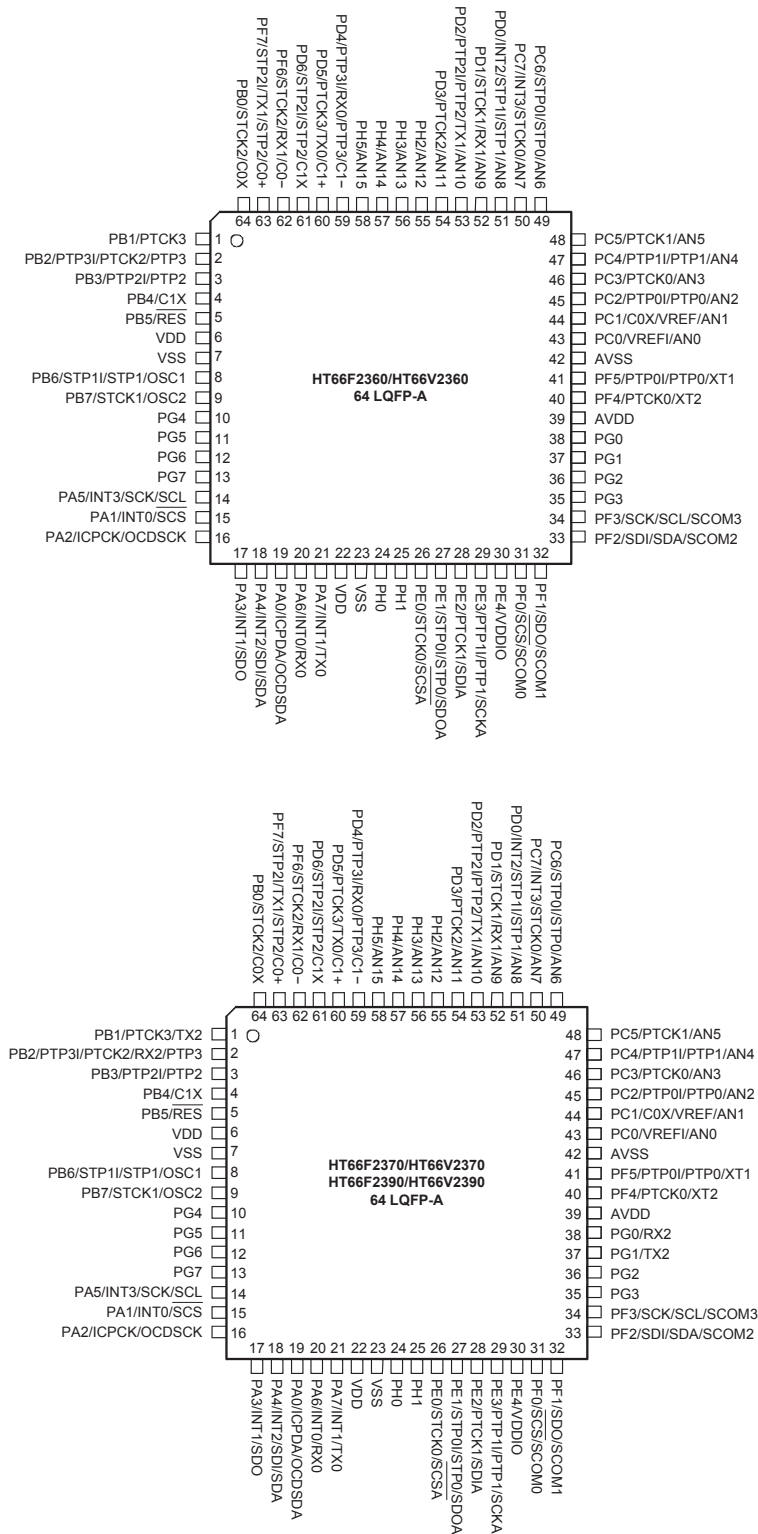 PB0/STCK2/C0X
PF7/STP2I/TX1/STP2/C0+
PF6/STCK2/RX1/C0-
PD6/STP2I/STP2/C1X
PD5/PTCK3/TX0/C1+
PD4/PTP3I/RX0/PTP3/C1-
PH5/AN15
PH4/AN14
PH3/AN13
PH2/AN12
PD3/PTCK2/AN11
PD2/PTP2I/PTP2/TX1/AN10
PD1/STCK1/RX1/AN9
PD0/INT2/STP1I/STP1/AN8
PC7/INT3/STCK0/AN7
PC6/STP0I/STP0/AN6
64 63 62 61 60 59 58 57 56 55 54 53 52 51 50 49
PB1/PTCK3 1
PB2/PTP3I/PTCK2/PTP3 2
PB3/PTP2I/PTP2 3
PB4/C1X 4
PB5/RES 5
VDD 6
VSS 7
PB6/STP1I/STP1/OSC1 8
PB7/STCK1/OSC2 9
PG4 10
PG5 11
PG6 12
PG7 13
PA5/INT3/SCK/SCL 14
PA1/INT0/SCS 15
PA2/ICPCK/OCDSCK 16
HT66F2360/HT66V2360
64 LQFP-A
48 PC5/PTCK1/AN5
47 PC4/PTP1I/PTP1/AN4
46 PC3/PTCK0/AN3
45 PC2/PTP0I/PTP0/AN2
44 PC1/C0X/VREF/AN1
43 PC0/VREFI/AN0
42 AVSS
41 PF5/PTP0I/PTP0/XT1
40 PF4/PTCK0/XT2
39 AVDD
38 PG0
37 PG1
36 PG2
35 PG3
34 PF3/SCK/SCL/SCOM3
33 PF2/SDI/SDA/SCOM2
17 18 19 20 21 22 23 24 25 26 27 28 29 30 31 32
PA3/INT1/SDO
PA4/INT2/SDI/SDA
PA0/ICPDA/OCDSDA
PA6/INT0/RX0
PA7/INT1/TX0
VDD
VSS
PH0
PH1
PE0/STCK0/SCSA
PE1/STP0I/STP0/SDOA
PE2/PTCK1/SDIA
PE3/PTP1I/PTP1/SCKA
PE4/VDDIO
PF0/SCS/SCOM0
PF1/SDO/SCOM1
PB0/STCK2/C0X
PF7/STP2I/TX1/STP2/C0+
PF6/STCK2/RX1/C0-
PD6/STP2I/STP2/C1X
PD5/PTCK3/TX0/C1+
PD4/PTP3I/RX0/PTP3/C1-
PH5/AN15
PH4/AN14
PH3/AN13
PH2/AN12
PD3/PTCK2/AN11
PD2/PTP2I/PTP2/TX1/AN10
PD1/STCK1/RX1/AN9
PD0/INT2/STP1I/STP1/AN8
PC7/INT3/STCK0/AN7
PC6/STP0I/STP0/AN6
64 63 62 61 60 59 58 57 56 55 54 53 52 51 50 49
PB1/PTCK3/TX2 1
PB2/PTP3I/PTCK2/RX2/PTP3 2
PB3/PTP2I/PTP2 3
PB4/C1X 4
PB5/RES 5
VDD 6
VSS 7
PB6/STP1I/STP1/OSC1 8
PB7/STCK1/OSC2 9
PG4 10
PG5 11
PG6 12
PG7 13
PA5/INT3/SCK/SCL 14
PA1/INT0/SCS 15
PA2/ICPCK/OCDSCK 16
HT66F2370/HT66V2370
HT66F2390/HT66V2390
64 LQFP-A
48 PC5/PTCK1/AN5
47 PC4/PTP1I/PTP1/AN4
46 PC3/PTCK0/AN3
45 PC2/PTP0I/PTP0/AN2
44 PC1/C0X/VREF/AN1
43 PC0/VREFI/AN0
42 AVSS
41 PF5/PTP0I/PTP0/XT1
40 PF4/PTCK0/XT2
39 AVDD
38 PG0/RX2
37 PG1/TX2
36 PG2
35 PG3
34 PF3/SCK/SCL/SCOM3
33 PF2/SDI/SDA/SCOM2
17 18 19 20 21 22 23 24 25 26 27 28 29 30 31 32
PA3/INT1/SDO
PA4/INT2/SDI/SDA
PA0/ICPDA/OCDSDA
PA6/INT0/RX0
PA7/INT1/TX0
VDD
VSS
PH0
PH1
PE0/STCK0/SCSA
PE1/STP0I/STP0/SDOA
PE2/PTCK1/SDIA
PE3/PTP1I/PTP1/SCKA
PE4/VDDIO
PF0/SCS/SCOM0
PF1/SDO/SCOM1